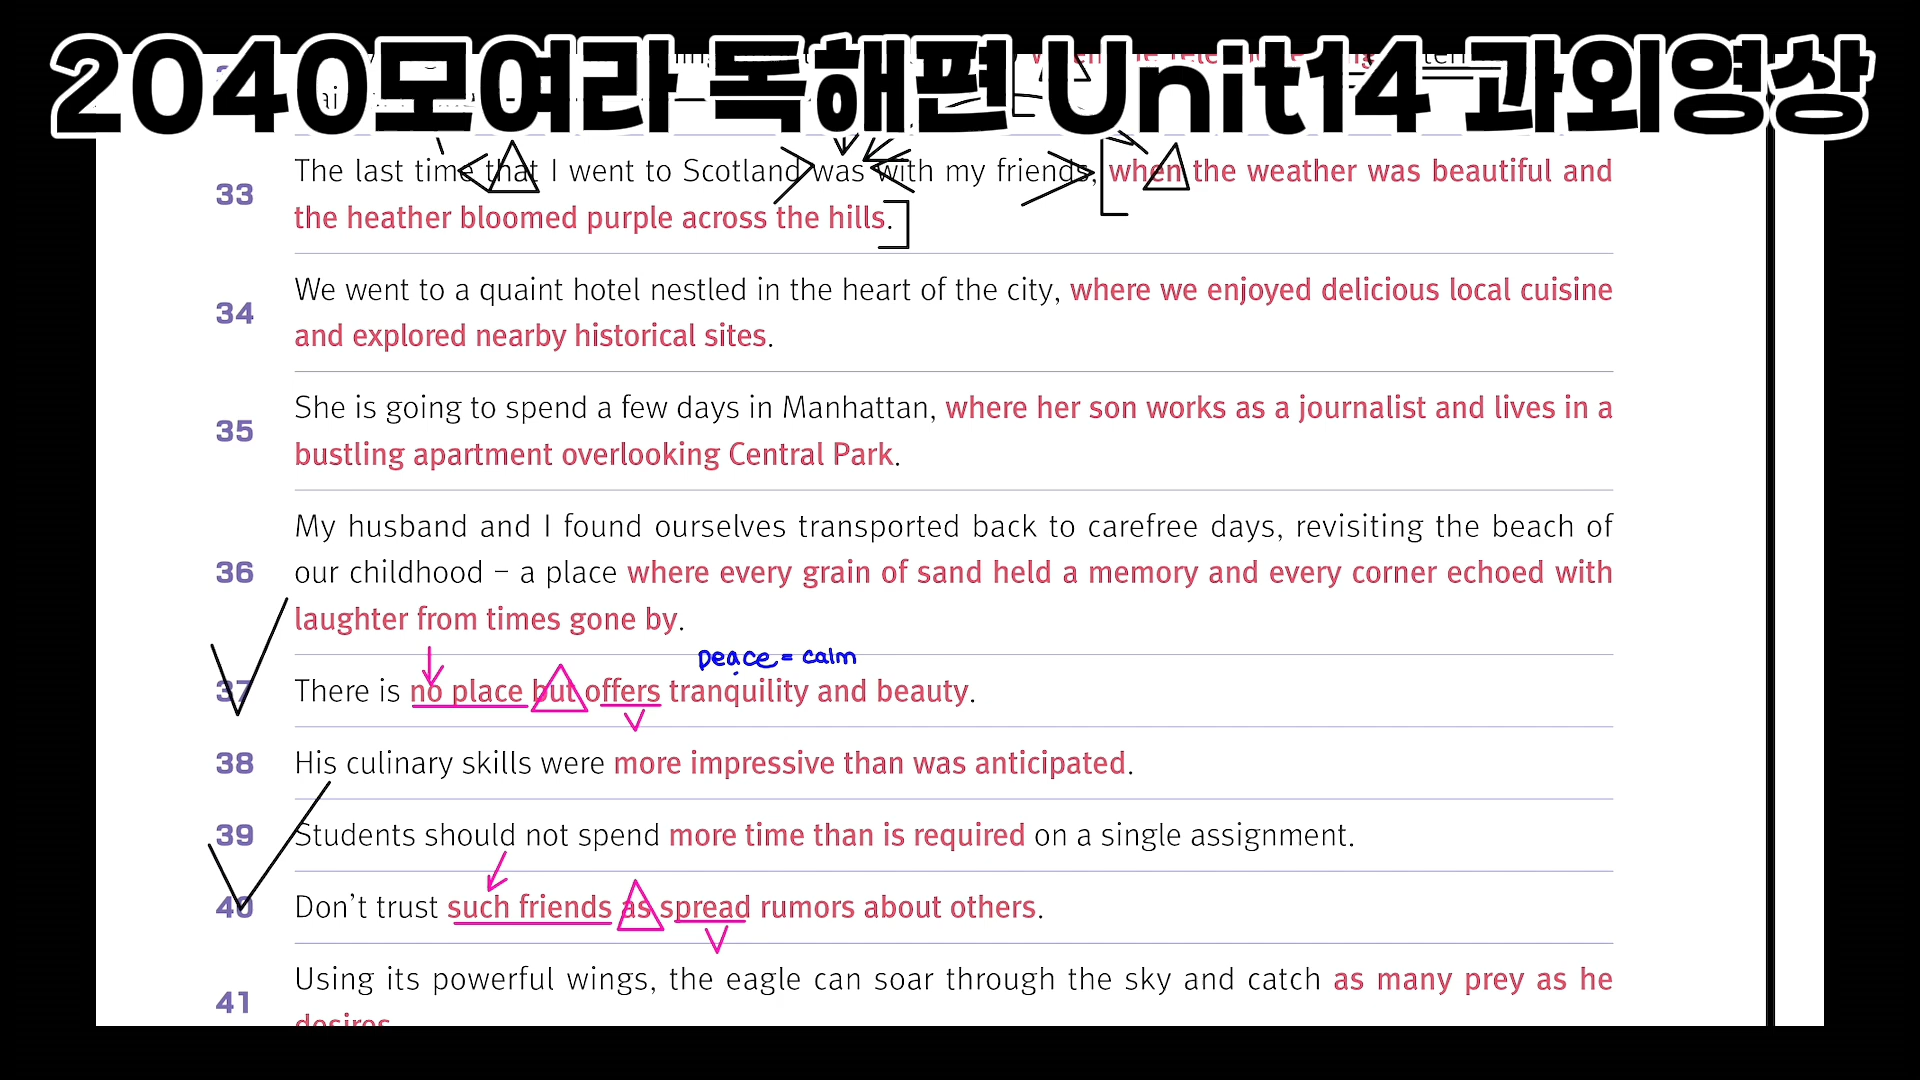 2040모여라 독해편 Unit14 과외영상
33
The last time that I went to Scotland was with my friends, when the weather was beautiful and
the heather bloomed purple across the hills.
34
We went to a quaint hotel nestled in the heart of the city, where we enjoyed delicious local cuisine
and explored nearby historical sites.
35
She is going to spend a few days in Manhattan, where her son works as a journalist and lives in a
bustling apartment overlooking Central Park.
36
My husband and I found ourselves transported back to carefree days, revisiting the beach of
our childhood – a place where every grain of sand held a memory and every corner echoed with
laughter from times gone by.
peace = calm
37
There is no place but offers tranquility and beauty.
38
His culinary skills were more impressive than was anticipated.
39
Students should not spend more time than is required on a single assignment.
40
Don't trust such friends as spread rumors about others.
41
Using its powerful wings, the eagle can soar through the sky and catch as many prey as he
desires.